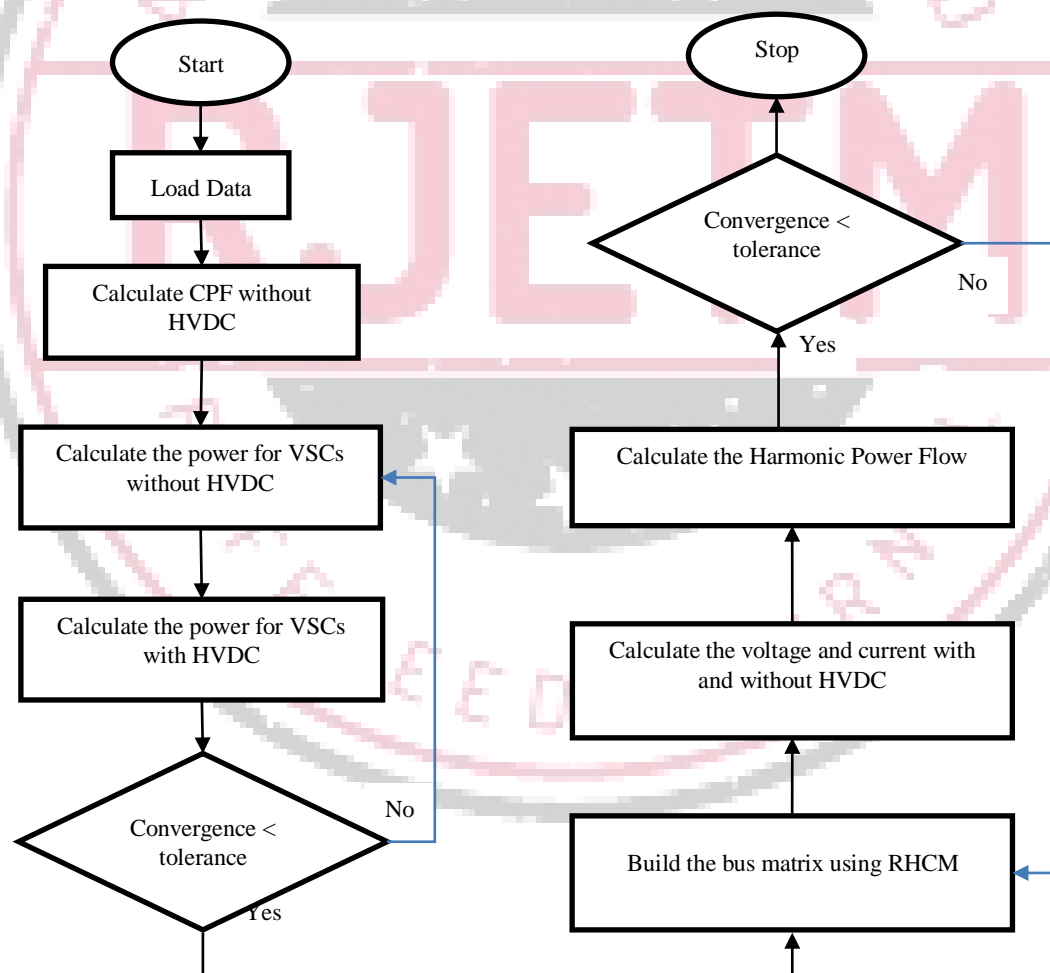 Start
Load Data
Calculate CPF without
HVDC
Calculate the power for VSCs
without HVDC
Calculate the power for VSCs
with HVDC
No
Convergence <
tolerance
Yes
Stop
Convergence <
tolerance
No
Yes
Calculate the Harmonic Power Flow
Calculate the voltage and current with
and without HVDC
Build the bus matrix using RHCM
RJETM